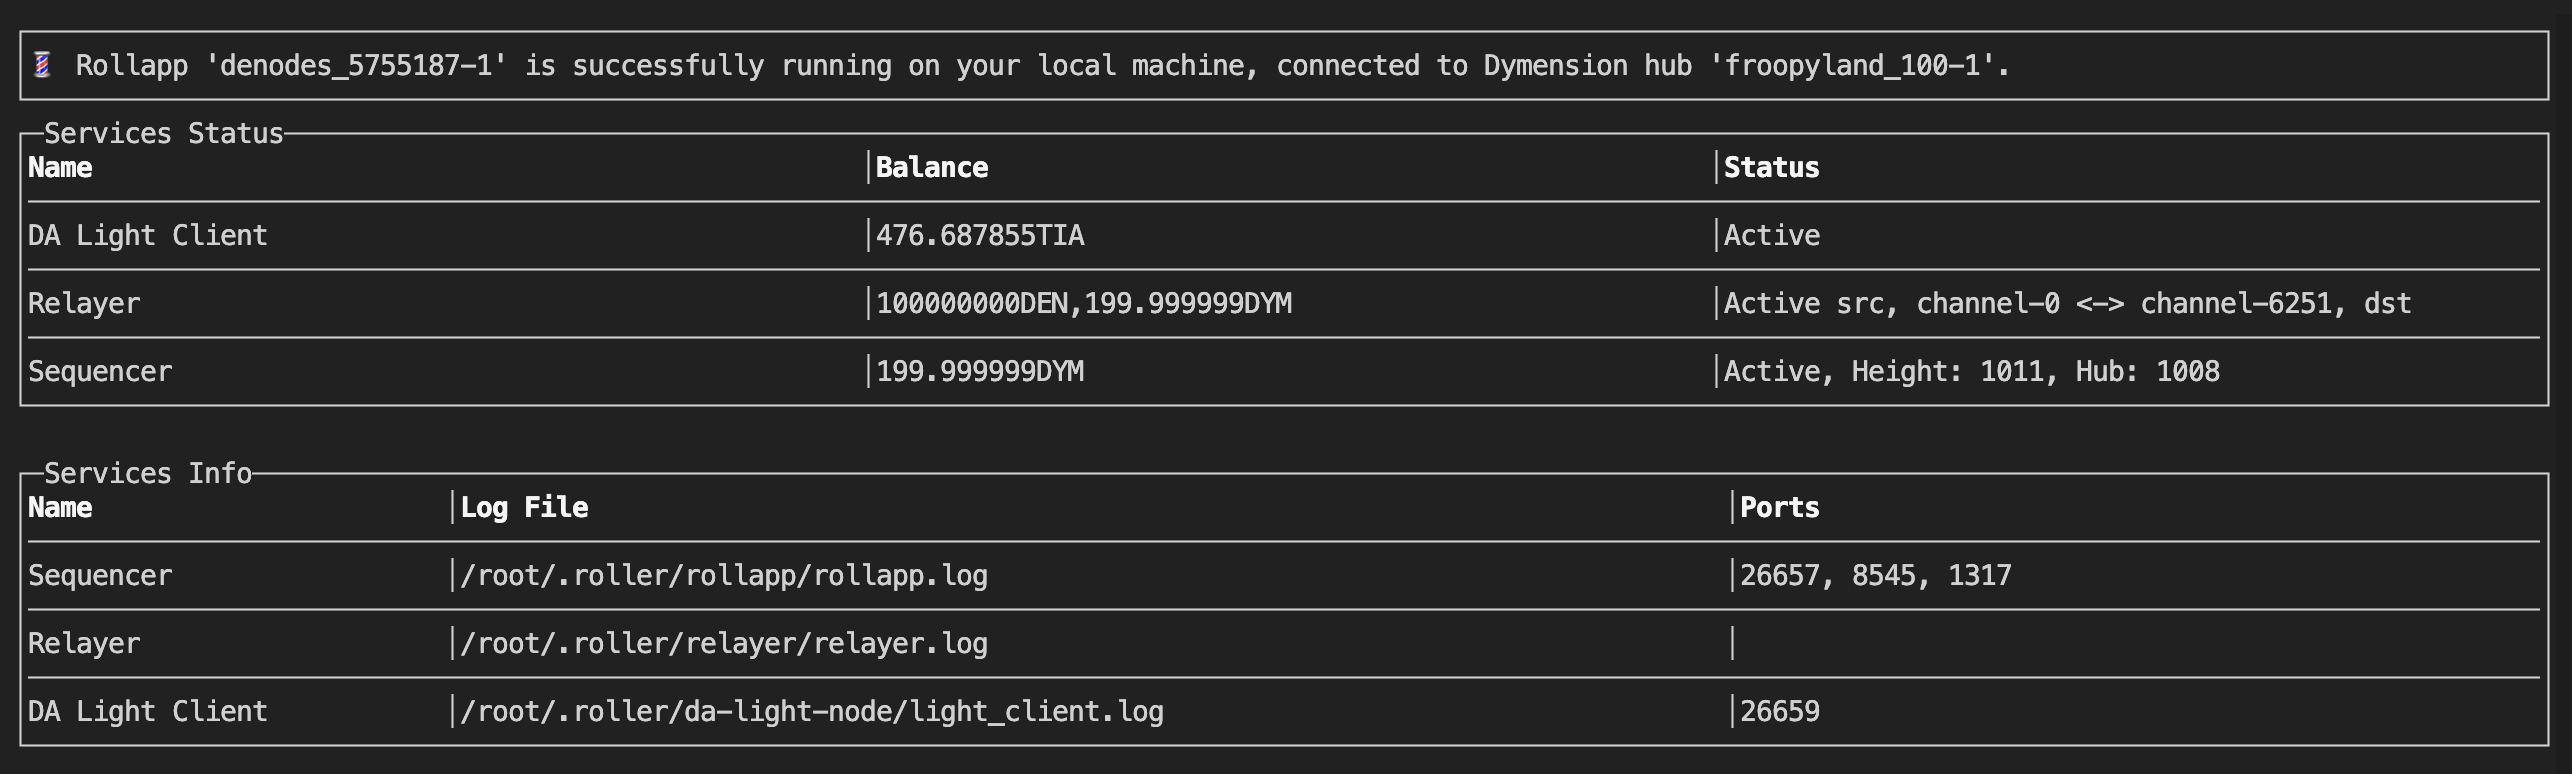 💈 Rollapp 'denodes_5755187-1' is successfully running on your local machine, connected to Dymension hub 'froopyland_100-1'.
Services Status
Name Balance Status
DA Light Client 476.687855TIA Active
Relayer 100000000DEN,199.999999DYM Active src, channel-0 <-> channel-6251, dst
Sequencer 199.999999DYM Active, Height: 1011, Hub: 1008
Services Info
Name Log File Ports
Sequencer /root/.roller/rollapp/rollapp.log 26657, 8545, 1317
Relayer /root/.roller/relayer/relayer.log
DA Light Client /root/.roller/da-light-node/light_client.log 26659